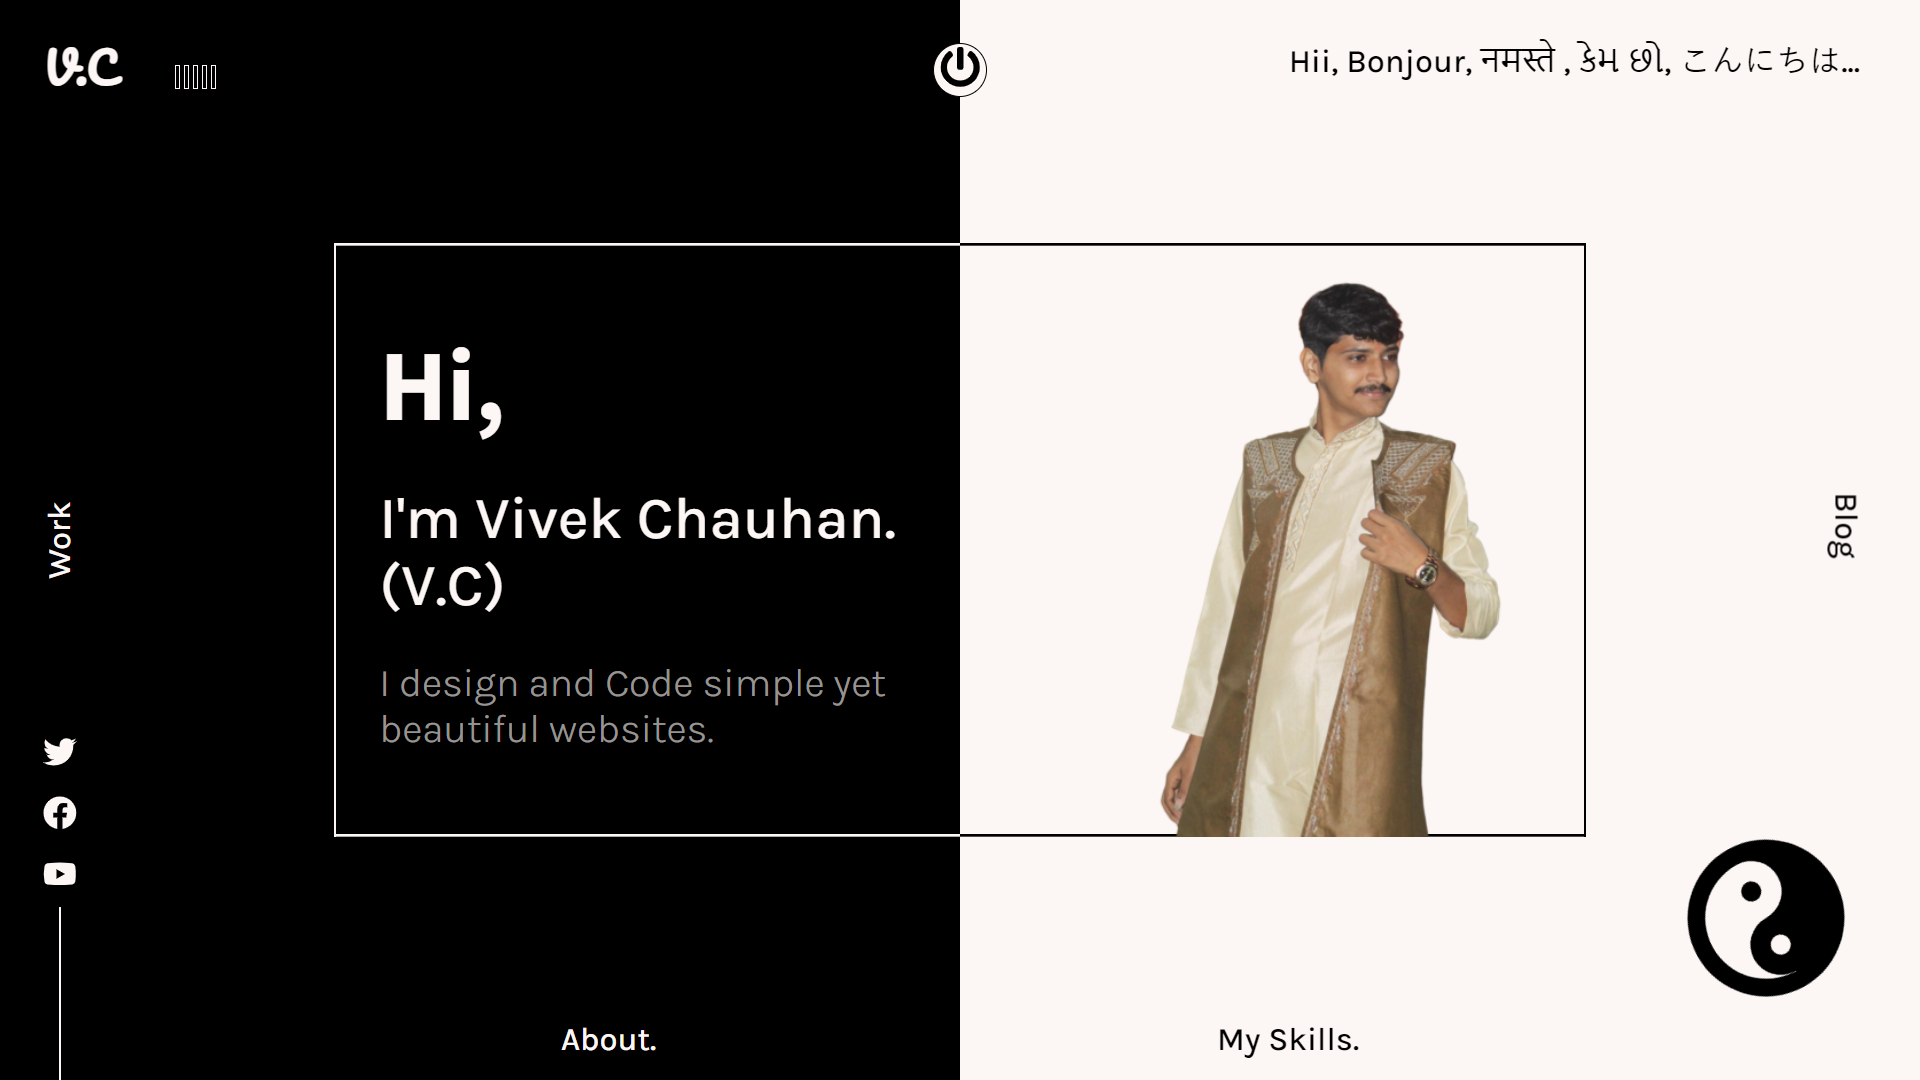 V.C
Hii, Bonjour, नमस्ते , કેમ છો, こんにちは...
Hi,
I'm Vivek Chauhan.
(V.C)
I design and Code simple yet
beautiful websites.
Work
Blog
About.
My Skills.